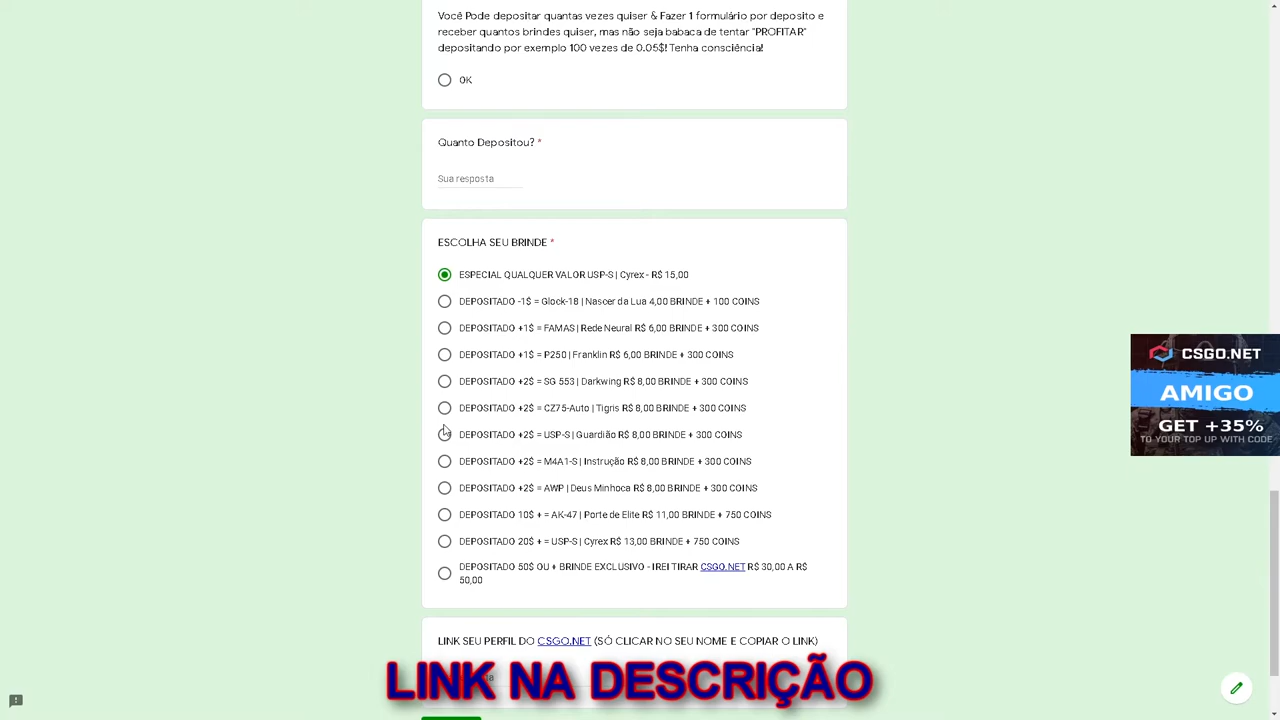 Você Pode depositar quantas vezes quiser & Fazer 1 formulário por deposito e
receber quantos brindes quiser, mas não seja babaca de tentar "PROFITAR"
depositando por exemplo 100 vezes de 0.05$! Tenha consciência!
OK
Quanto Depositou? *
Sua resposta
ESCOLHA SEU BRINDE *
ESPECIAL QUALQUER VALOR USP-S | Cyrex - R$ 15,00
DEPOSITADO -1$ = Glock-18 | Nascer da Lua 4,00 BRINDE + 100 COINS
DEPOSITADO +1$ = FAMAS | Rede Neural R$ 6,00 BRINDE + 300 COINS
DEPOSITADO +1$ = P250 | Franklin R$ 6,00 BRINDE + 300 COINS
DEPOSITADO +2$ = SG 553 | Darkwing R$ 8,00 BRINDE + 300 COINS
DEPOSITADO +2$ = CZ75-Auto | Tigris R$ 8,00 BRINDE + 300 COINS
DEPOSITADO +2$ = USP-S | Guardião R$ 8,00 BRINDE + 300 COINS
DEPOSITADO +2$ = M4A1-S | Instrução R$ 8,00 BRINDE + 300 COINS
DEPOSITADO +2$ = AWP | Deus Minhoca R$ 8,00 BRINDE + 300 COINS
DEPOSITADO 10$ + = AK-47 | Porte de Elite R$ 11,00 BRINDE + 750 COINS
DEPOSITADO 20$ + = USP-S | Cyrex R$ 13,00 BRINDE + 750 COINS
DEPOSITADO 50$ OU + BRINDE EXCLUSIVO - IREI TIRAR CSGO.NET R$ 30,00 A R$
50,00
LINK SEU PERFIL DO CSGO.NET (SÓ CLICAR NO SEU NOME E COPIAR O LINK)
LINK NA DESCRIÇÃO
CSGO.NET
AMIGO
GET +35%
TO YOUR TOP UP WITH CODE